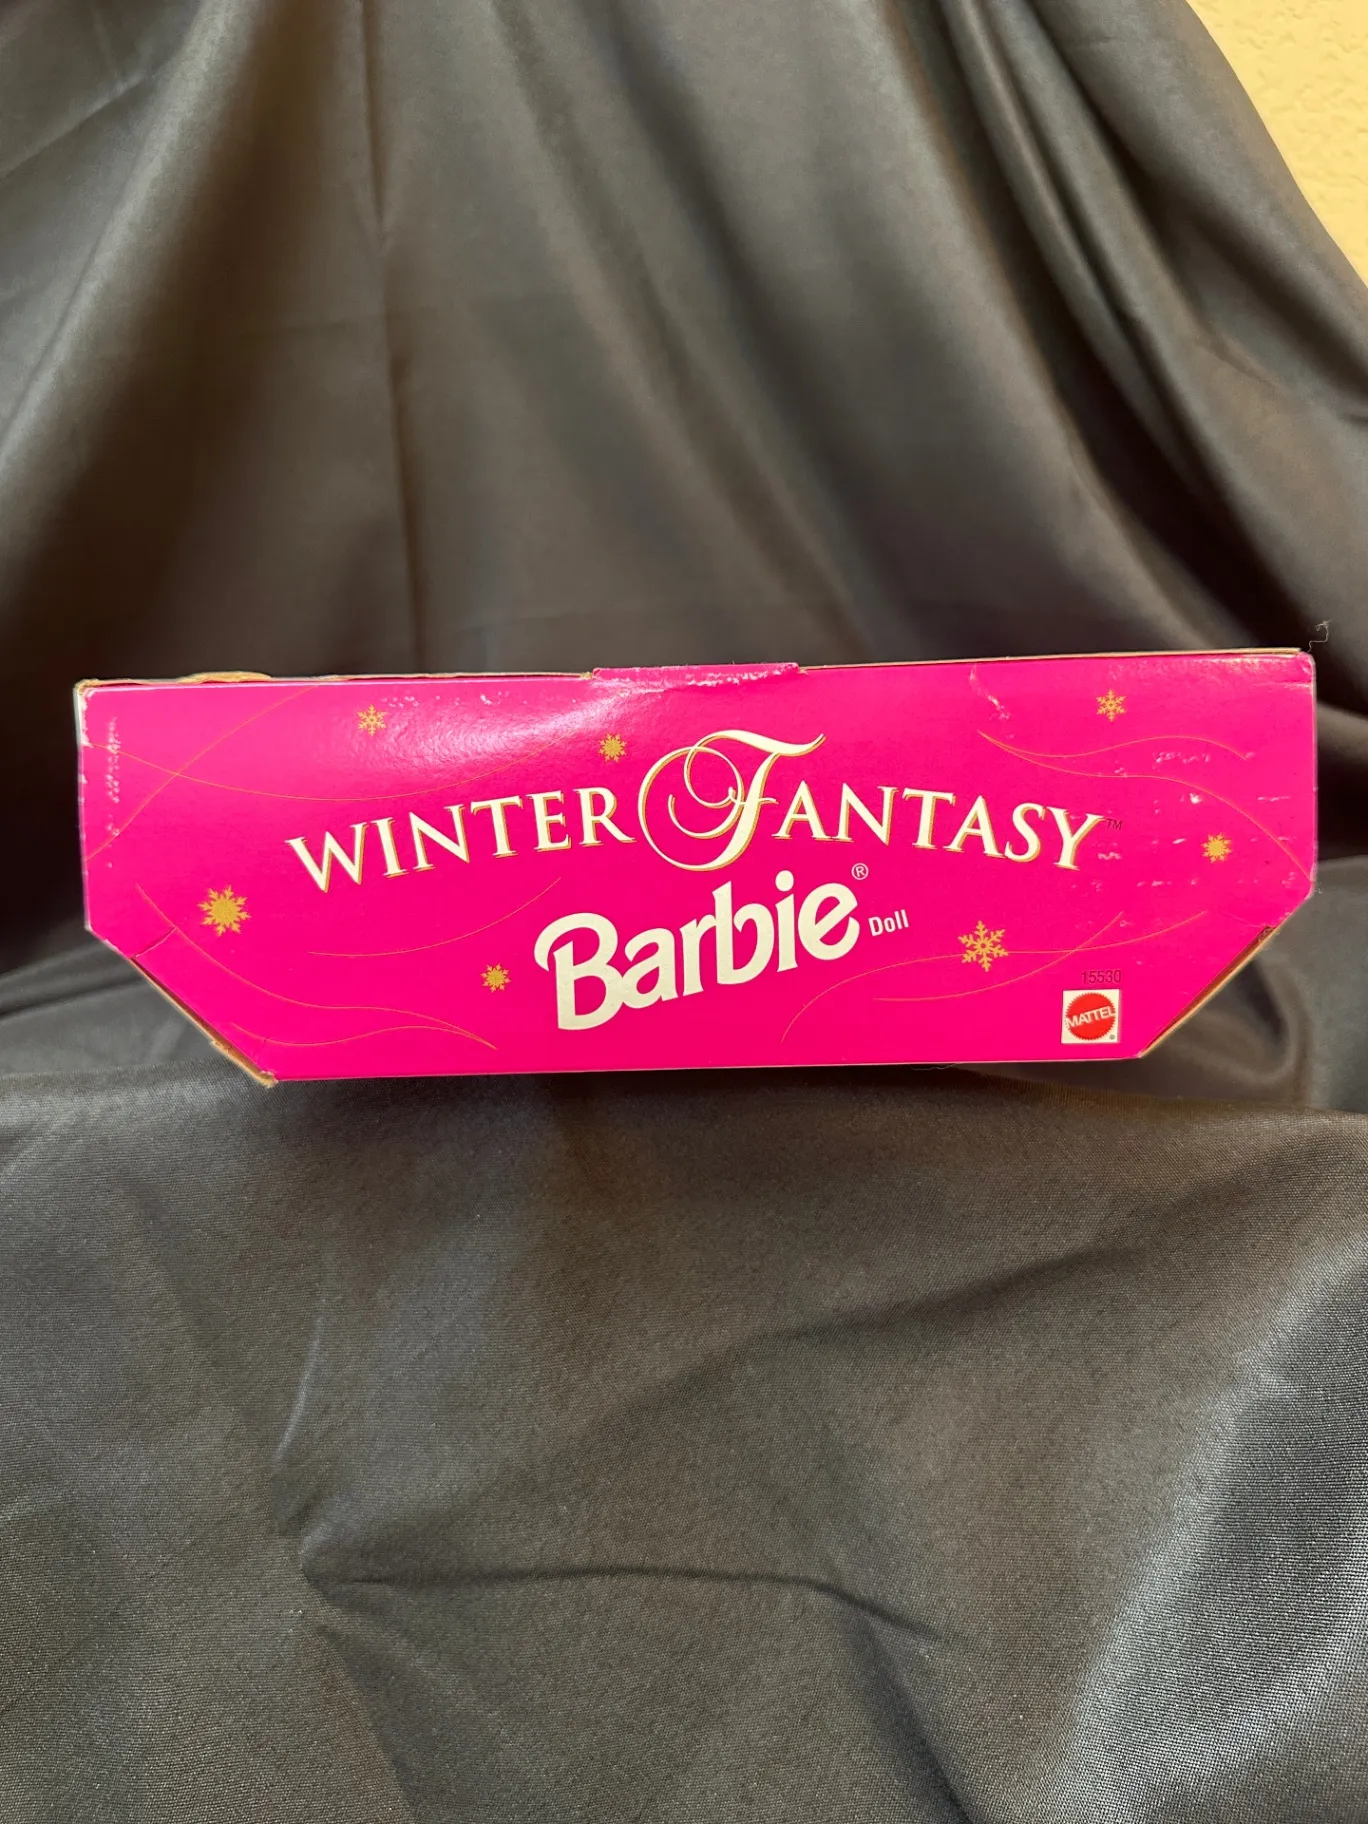 WINTER FANTASY™
Barbie® Doll
15530
MATTEL®